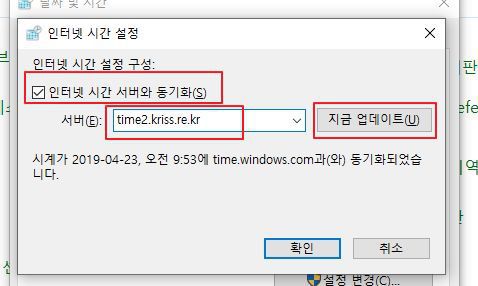 날짜 및 시간
인터넷 시간 설정
인터넷 시간 설정 구성:
인터넷 시간 서버와 동기화(S)
서버(E):
time2.kriss.re.kr
지금 업데이트(U)
시계가 2019-04-23, 오전 9:53에 time.windows.com과(와) 동기화되었습
니다.
확인
취소
설정 변경(C)...